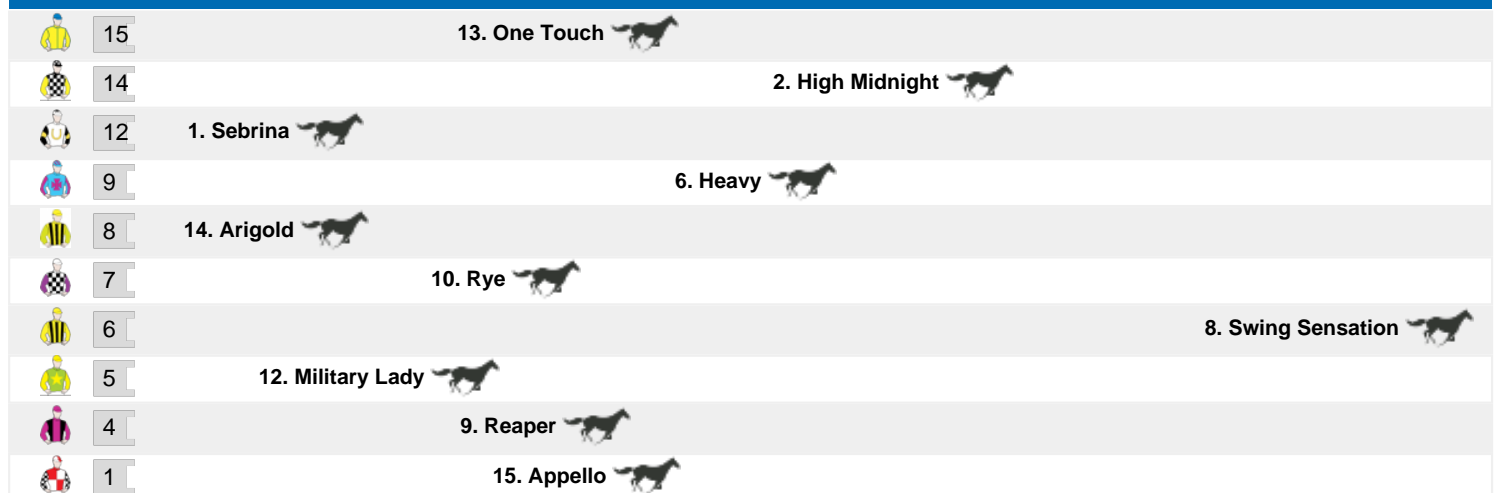 15 13. One Touch
14 2. High Midnight
12 1. Sebrina
9 6. Heavy
8 14. Arigold
7 10. Rye
6 8. Swing Sensation
5 12. Military Lady
4 9. Reaper
1 15. Appello